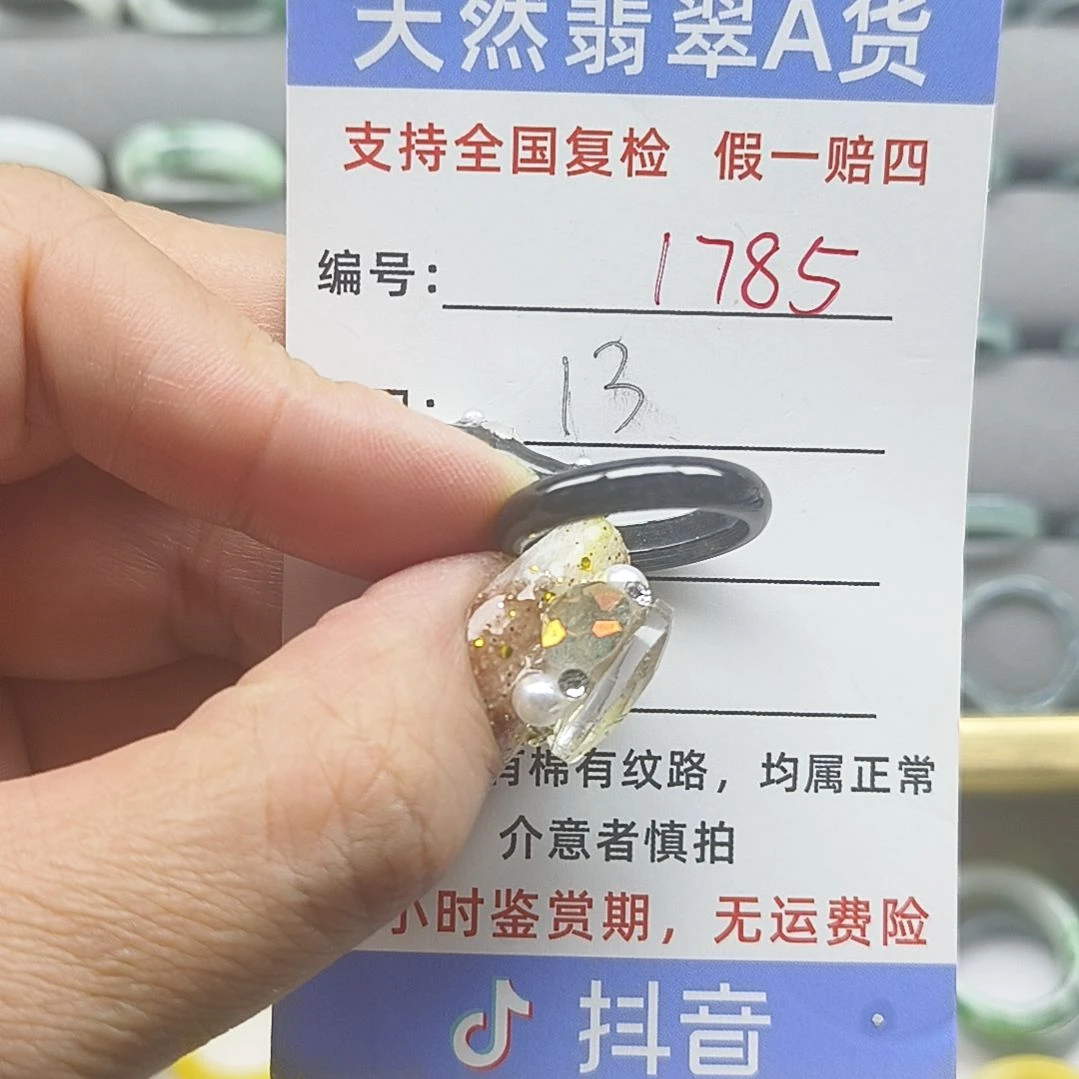 天然翡翠A货
支持全国复检 假一赔四
编号: 1785
13
有棉有纹路，均属正常
介意者慎拍
小时鉴赏期，无运费险
抖音